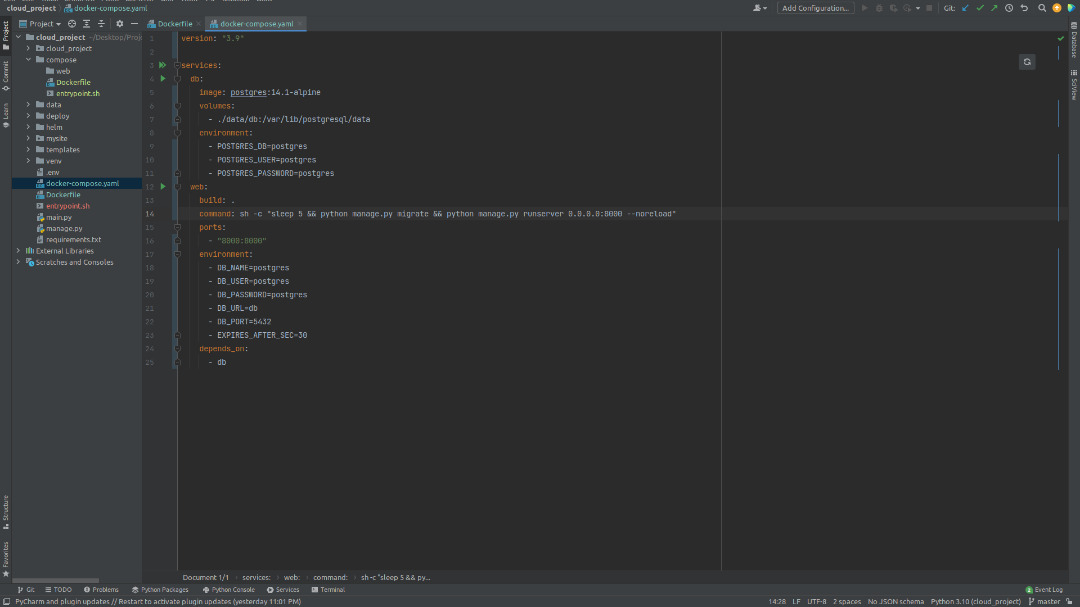 cloud_project
docker-compose.yaml
Add Configuration...
Git:
Project
Dockerfile
docker-compose.yaml
cloud_project ~/Desktop/Proj
cloud_project
compose
web
Dockerfile
entrypoint.sh
data
deploy
helm
mysite
templates
venv
.env
docker-compose.yaml
Dockerfile
entrypoint.sh
main.py
manage.py
requirements.txt
External Libraries
Scratches and Consoles
Project
Commit
Learn
Structure
Favorites
1 version: "3.9"
2
3 services:
4 db:
5 image: postgres:14.1-alpine
6 volumes:
7 - ./data/db:/var/lib/postgresql/data
8 environment:
9 - POSTGRES_DB=postgres
10 - POSTGRES_USER=postgres
11 - POSTGRES_PASSWORD=postgres
12 web:
13 build: .
14 command: sh -c "sleep 5 && python manage.py migrate && python manage.py runserver 0.0.0.0:8000 --noreload"
15 ports:
16 - "8000:8000"
17 environment:
18 - DB_NAME=postgres
19 - DB_USER=postgres
20 - DB_PASSWORD=postgres
21 - DB_URL=db
22 - DB_PORT=5432
23 - EXPIRES_AFTER_SEC=30
24 depends_on:
25 - db
Database
SciView
Document 1/1 services: web: command: sh -c "sleep 5 && py...
Git TODO Problems Python Packages Python Console Services Terminal
2 Event Log
PyCharm and plugin updates // Restart to activate plugin updates (yesterday 11:01 PM)
14:28 LF UTF-8 2 spaces No JSON schema Python 3.10 (cloud_project) master